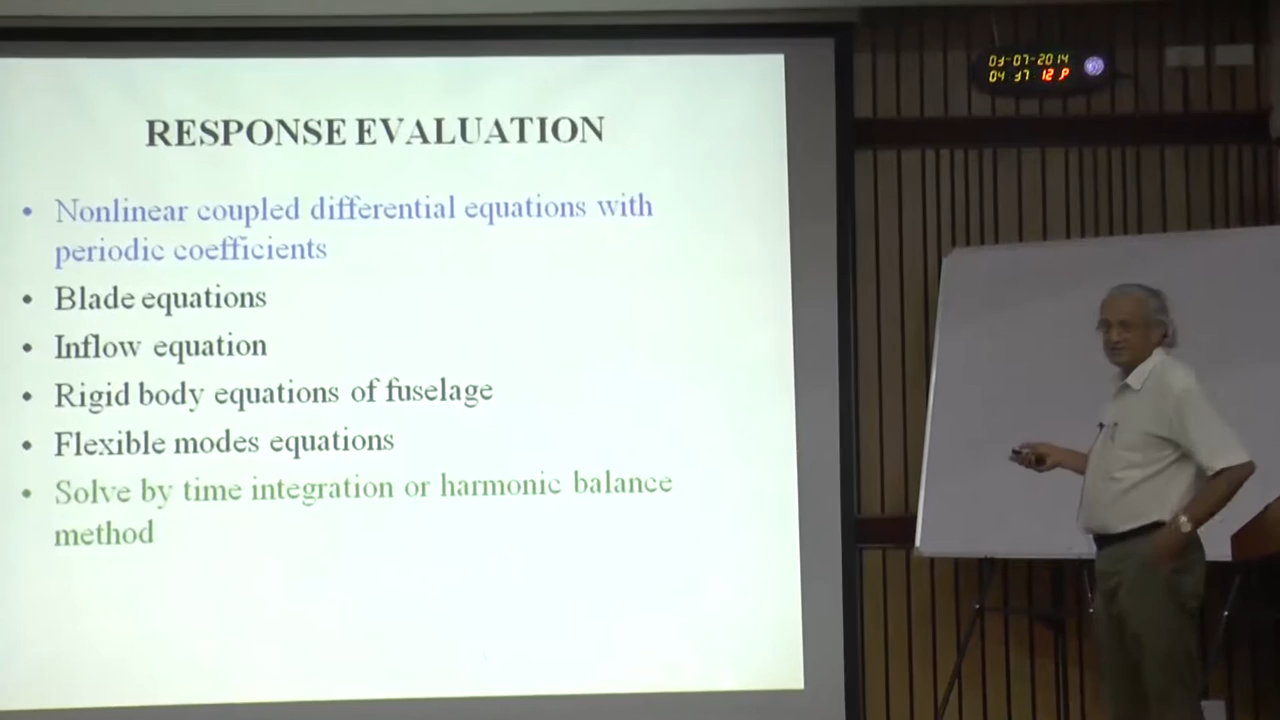 03-07-2014
04 37 12 P
RESPONSE EVALUATION
• Nonlinear coupled differential equations with
periodic coefficients
• Blade equations
• Inflow equation
• Rigid body equations of fuselage
• Flexible modes equations
• Solve by time integration or harmonic balance
method